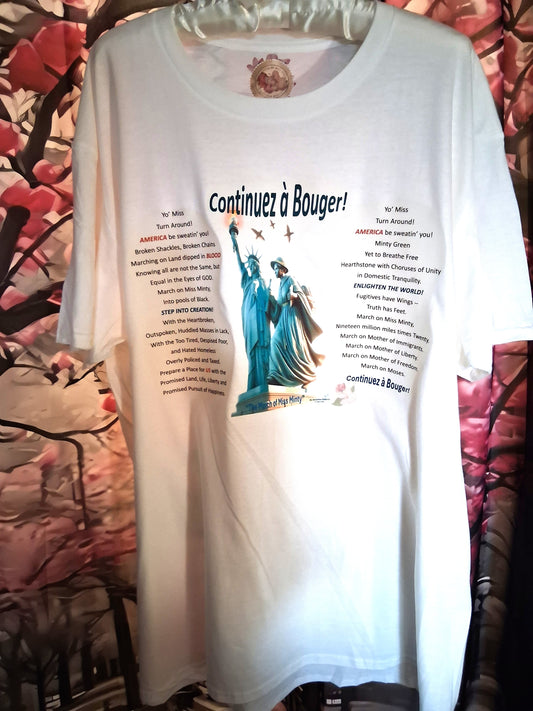 Continuez à Bouger!
Yo' Miss
Turn Around!
AMERICA be sweatin' you!
Broken Shackles, Broken Chains
Marching on Land dipped in BLOOD
Knowing all are not the Same, but
Equal in the Eyes of GOD.
March on Miss Minty,
Into pools of Black.
STEP INTO CREATION!
With the Heartbroken,
Outspoken, Huddled Masses in Lack,
With the Too Tired, Despised Poor,
and Hated Homeless
Overly Policed and Taxed.
Prepare a Place for US with the
Promised Land, Life, Liberty and
Promised Pursuit of Happiness.
Yo' Miss
Turn Around!
AMERICA be sweatin' you!
Minty Green
Yet to Breathe Free
Hearthstone with Choruses of Unity
in Domestic Tranquility.
ENLIGHTEN THE WORLD!
Fugitives have Wings --
Truth has Feet.
March on Miss Minty,
Nineteen million miles times Twenty.
March on Mother of Immigrants.
March on Mother of Liberty.
March on Mother of Freedom.
March on Moses.
Continuez à Bouger!
March of Miss Minty"